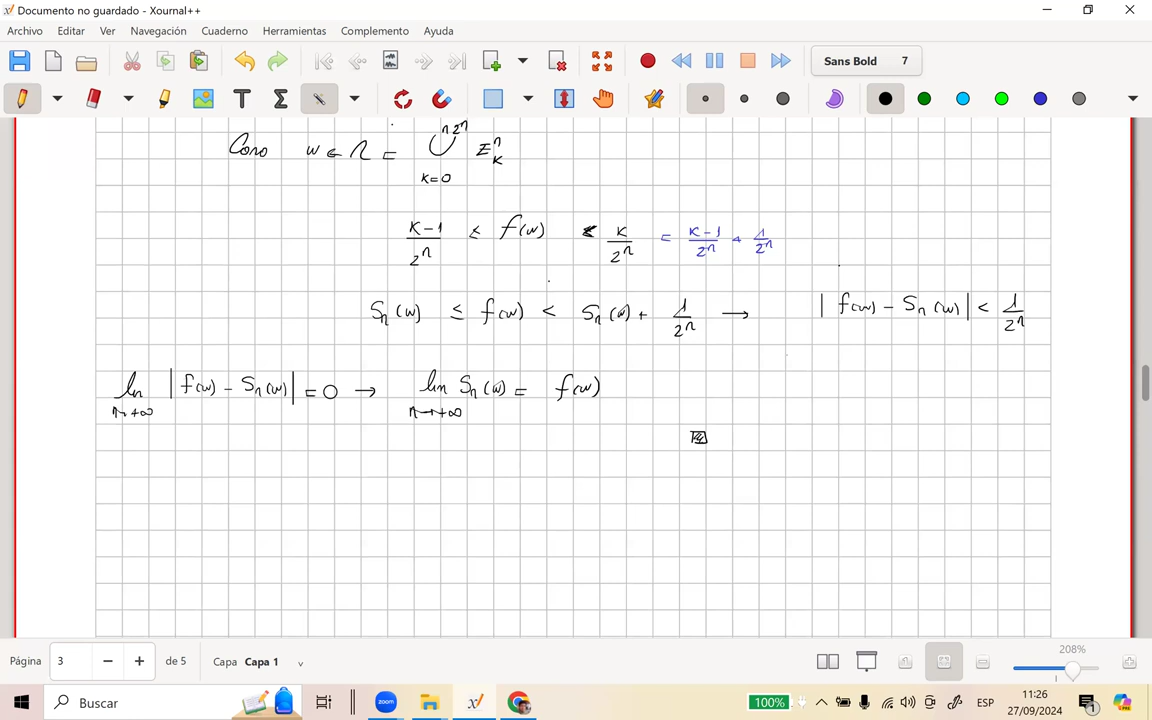 Documento no guardado - Xournal++
Archivo Editar Ver Navegación Cuaderno Herramientas Complemento Ayuda
Sans Bold 7
Como w ∈ Ω = ⋃_{k=0}^{n2^n} E_k^n
(k-1)/2^n ≤ f(w) < k/2^n = (k-1)/2^n + 1/2^n
S_n(w) ≤ f(w) < S_n(w) + 1/2^n → |f(w) - S_n(w)| < 1/2^n
lim_{n→+∞} |f(w) - S_n(w)| = 0 → lim_{n→+∞} S_n(w) = f(w)
Página 3 de 5 Capa Capa 1 208%
Buscar zoom 100% ESP 11:26
27/09/2024 1